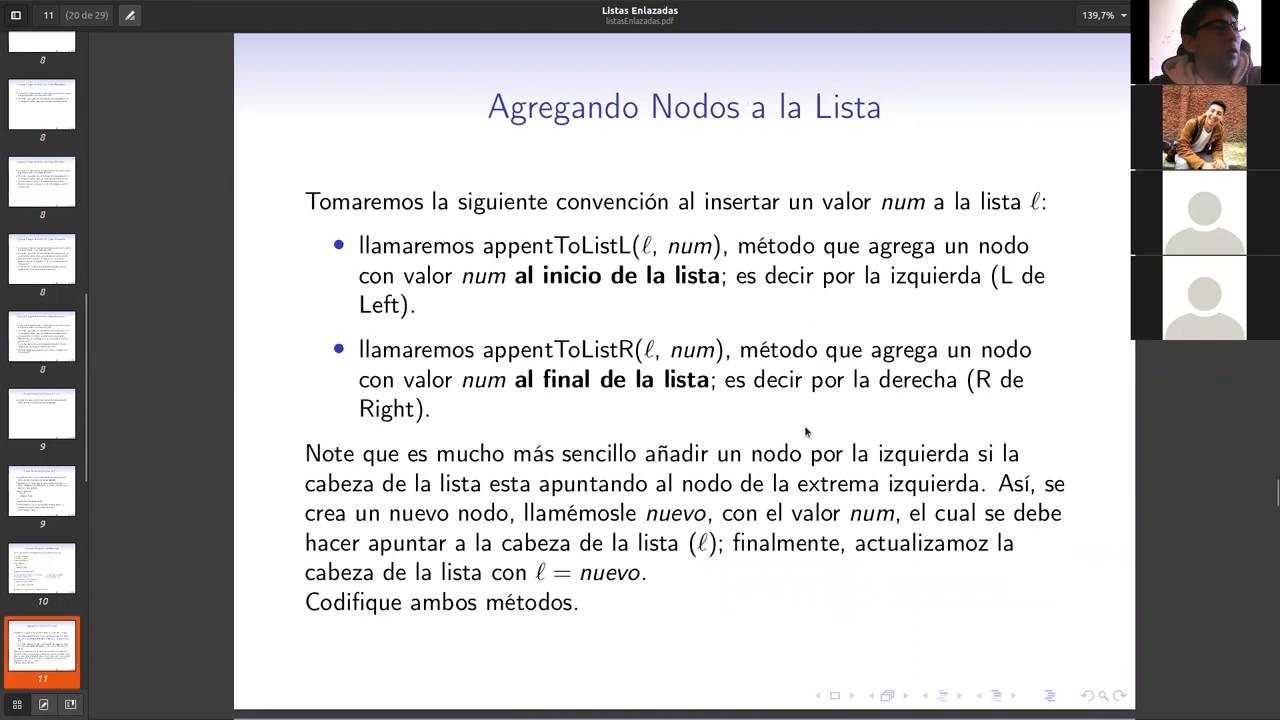 11
(20 de 29)
Listas Enlazadas
listasEnlazadas.pdf
139,7%
8
8
8
8
8
9
9
10
11
Agregando Nodos a la Lista
Tomaremos la siguiente convención al insertar un valor num a la lista ℓ:
llamaremos appentToListL(ℓ, num), método que agrega un nodo
con valor num al inicio de la lista; es decir por la izquierda (L de
Left).
llamaremos appentToListR(ℓ, num), método que agrega un nodo
con valor num al final de la lista; es decir por la derecha (R de
Right).
Note que es mucho más sencillo añadir un nodo por la izquierda si la
cabeza de la lisia esta apuntando al nodo de la extrema izquierda. Así, se
crea un nuevo nodo, llamémosle nuevo, con el valor num, el cual se debe
hacer apuntar a la cabeza de la lista (ℓ); finalmente, actualizamoz la
cabeza de la lisia con ℓ = nuevo.
Codifique ambos métodos.